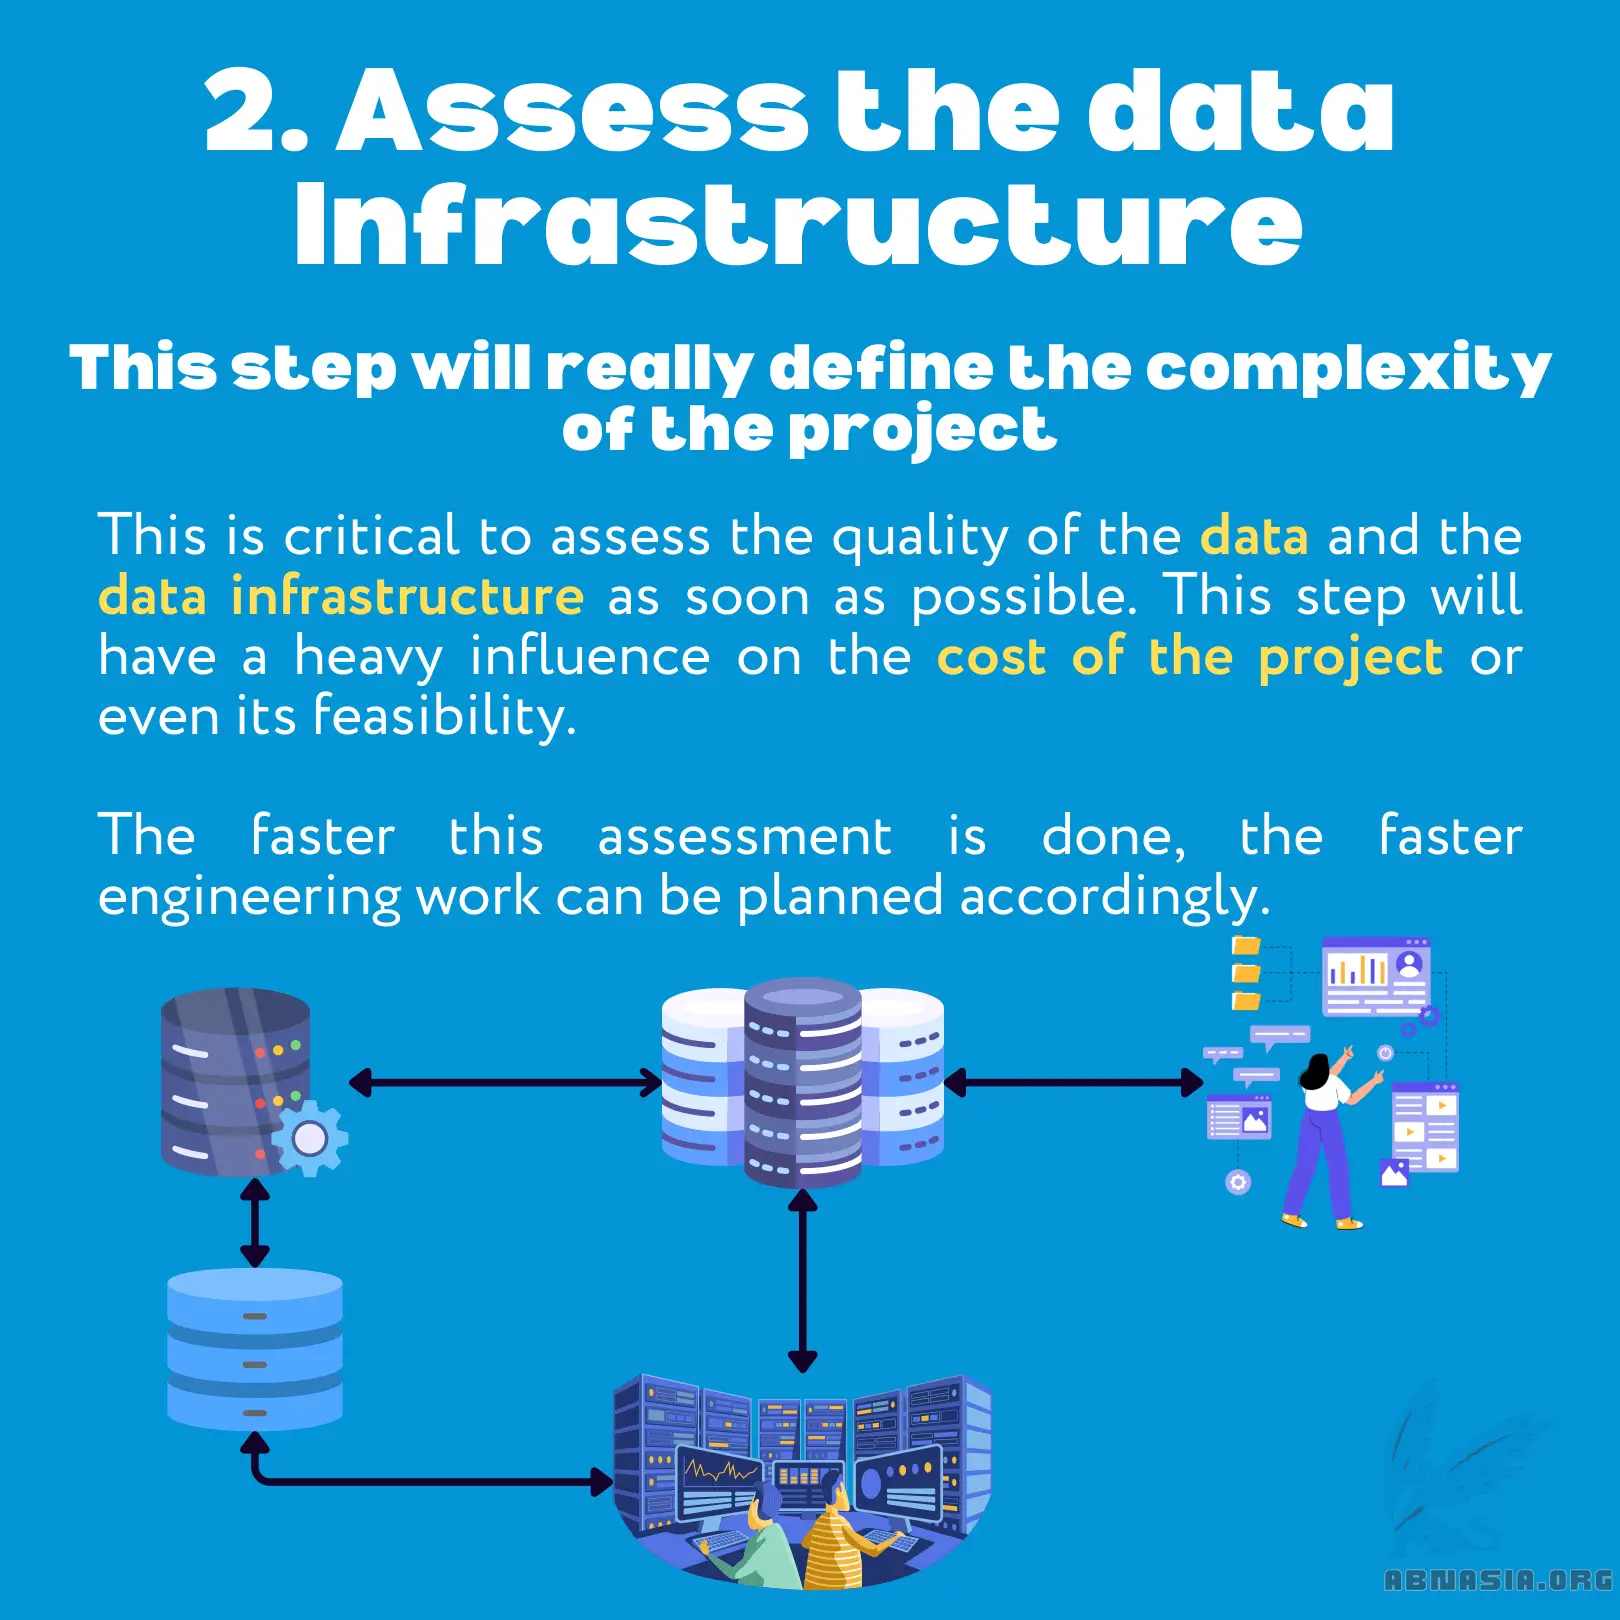 2. Assess the data
Infrastructure
This step will really define the complexity
of the project
This is critical to assess the quality of the data and the
data infrastructure as soon as possible. This step will
have a heavy influence on the cost of the project or
even its feasibility.
The faster this assessment is done, the faster
engineering work can be planned accordingly.
ABNASIA.ORG